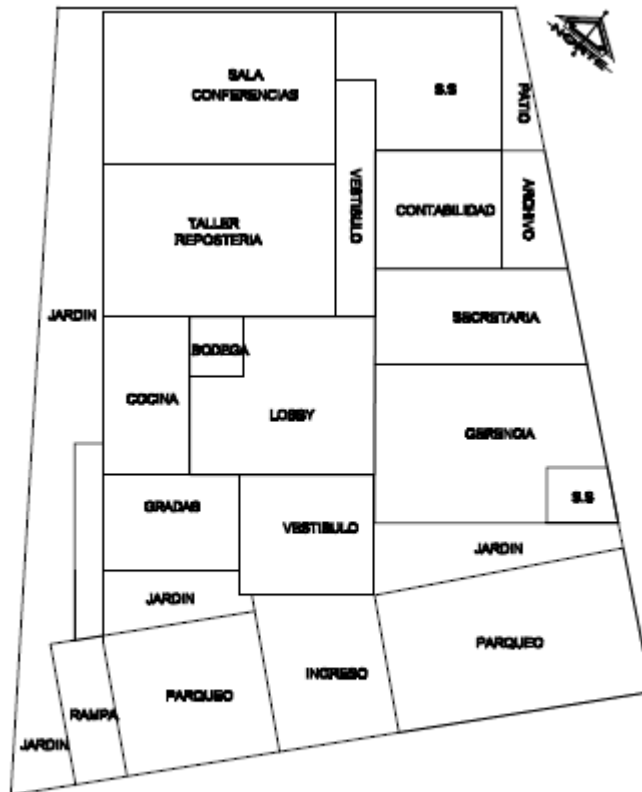 NORTE
SALA
CONFERENCIAS
S.S
PATIO
VESTIBULO
CONTABILIDAD
ARCHIVO
TALLER
REPOSTERIA
JARDIN
SECRETARIA
BODEGA
COCINA
LOBBY
GERENCIA
S.S
GRADAS
VESTIBULO
JARDIN
JARDIN
PARQUEO
INGRESO
PARQUEO
RAMPA
JARDIN